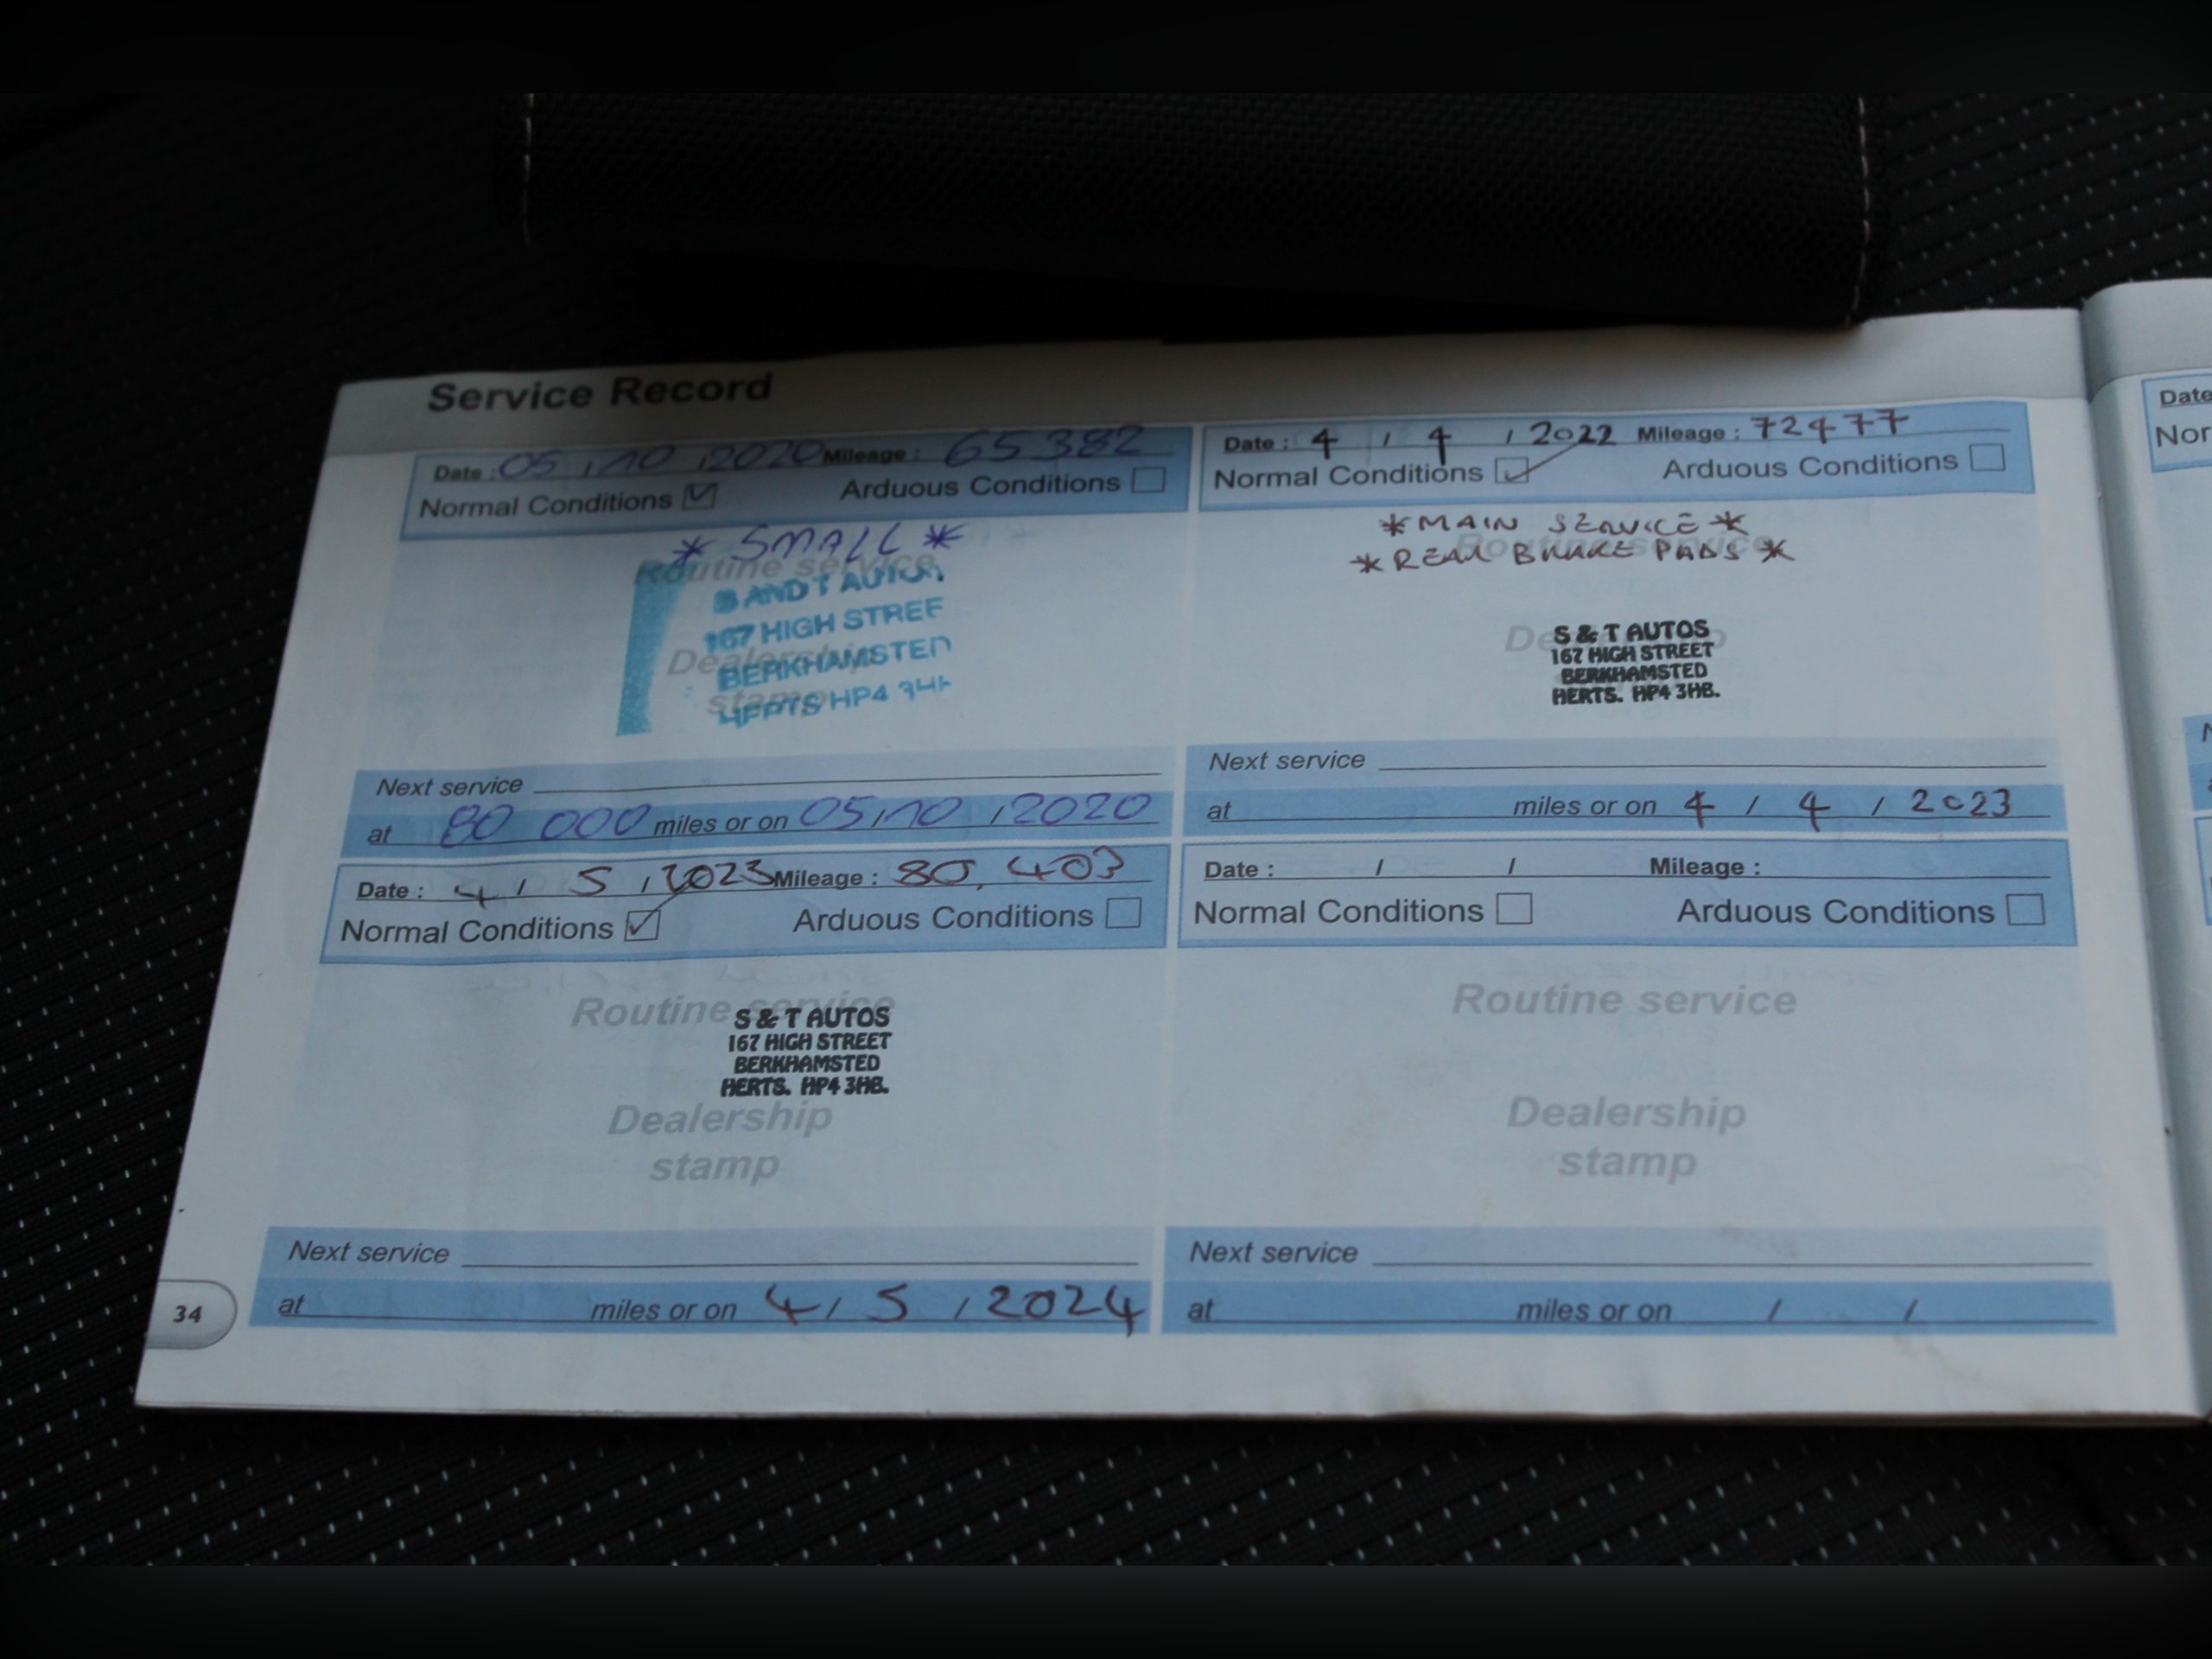 Service Record
Date : 05 / 10 / 2020 Mileage : 65382
Normal Conditions Arduous Conditions
* SMALL *
Routine service
S AND T AUTOS
167 HIGH STREE
BERKHAMSTED
Dealership
stamp
HERTS HP4 3H
Next service
at 80 000 miles or on 05 / 10 / 2020
Date : 4 / 4 / 2022 Mileage : 72477
Normal Conditions Arduous Conditions
* MAIN SERVICE *
* REAR BRAKE PADS *
Routine service
S & T AUTOS
167 HIGH STREET
BERKHAMSTED
HERTS. HP4 3HB.
Next service
at miles or on 4 / 4 / 2023
Date : 4 / 5 / 2023 Mileage : 80,403
Normal Conditions Arduous Conditions
Routine service
S & T AUTOS
167 HIGH STREET
BERKHAMSTED
HERTS. HP4 3HB.
Dealership
stamp
Next service
at miles or on 4 / 5 / 2024
Date : / / Mileage :
Normal Conditions Arduous Conditions
Routine service
Dealership
stamp
Next service
at miles or on / /
34
Date
Nor